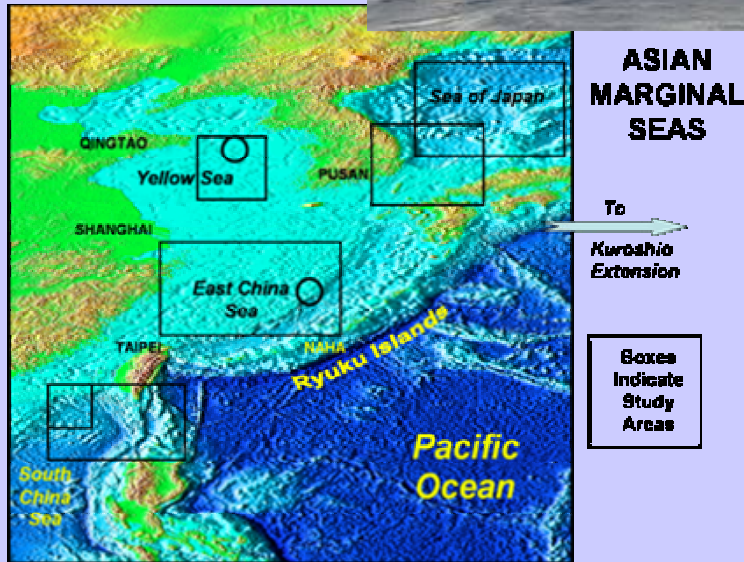 ASIAN
MARGINAL
SEAS
Sea of Japan
QINGTAO
Yellow Sea
PUSAN
SHANGHAI
To
Kuroshio
Extension
East China
Sea
TAIPEI
NAHA
Ryuku Islands
Boxes
Indicate
Study
Areas
Pacific
Ocean
South
China
Sea